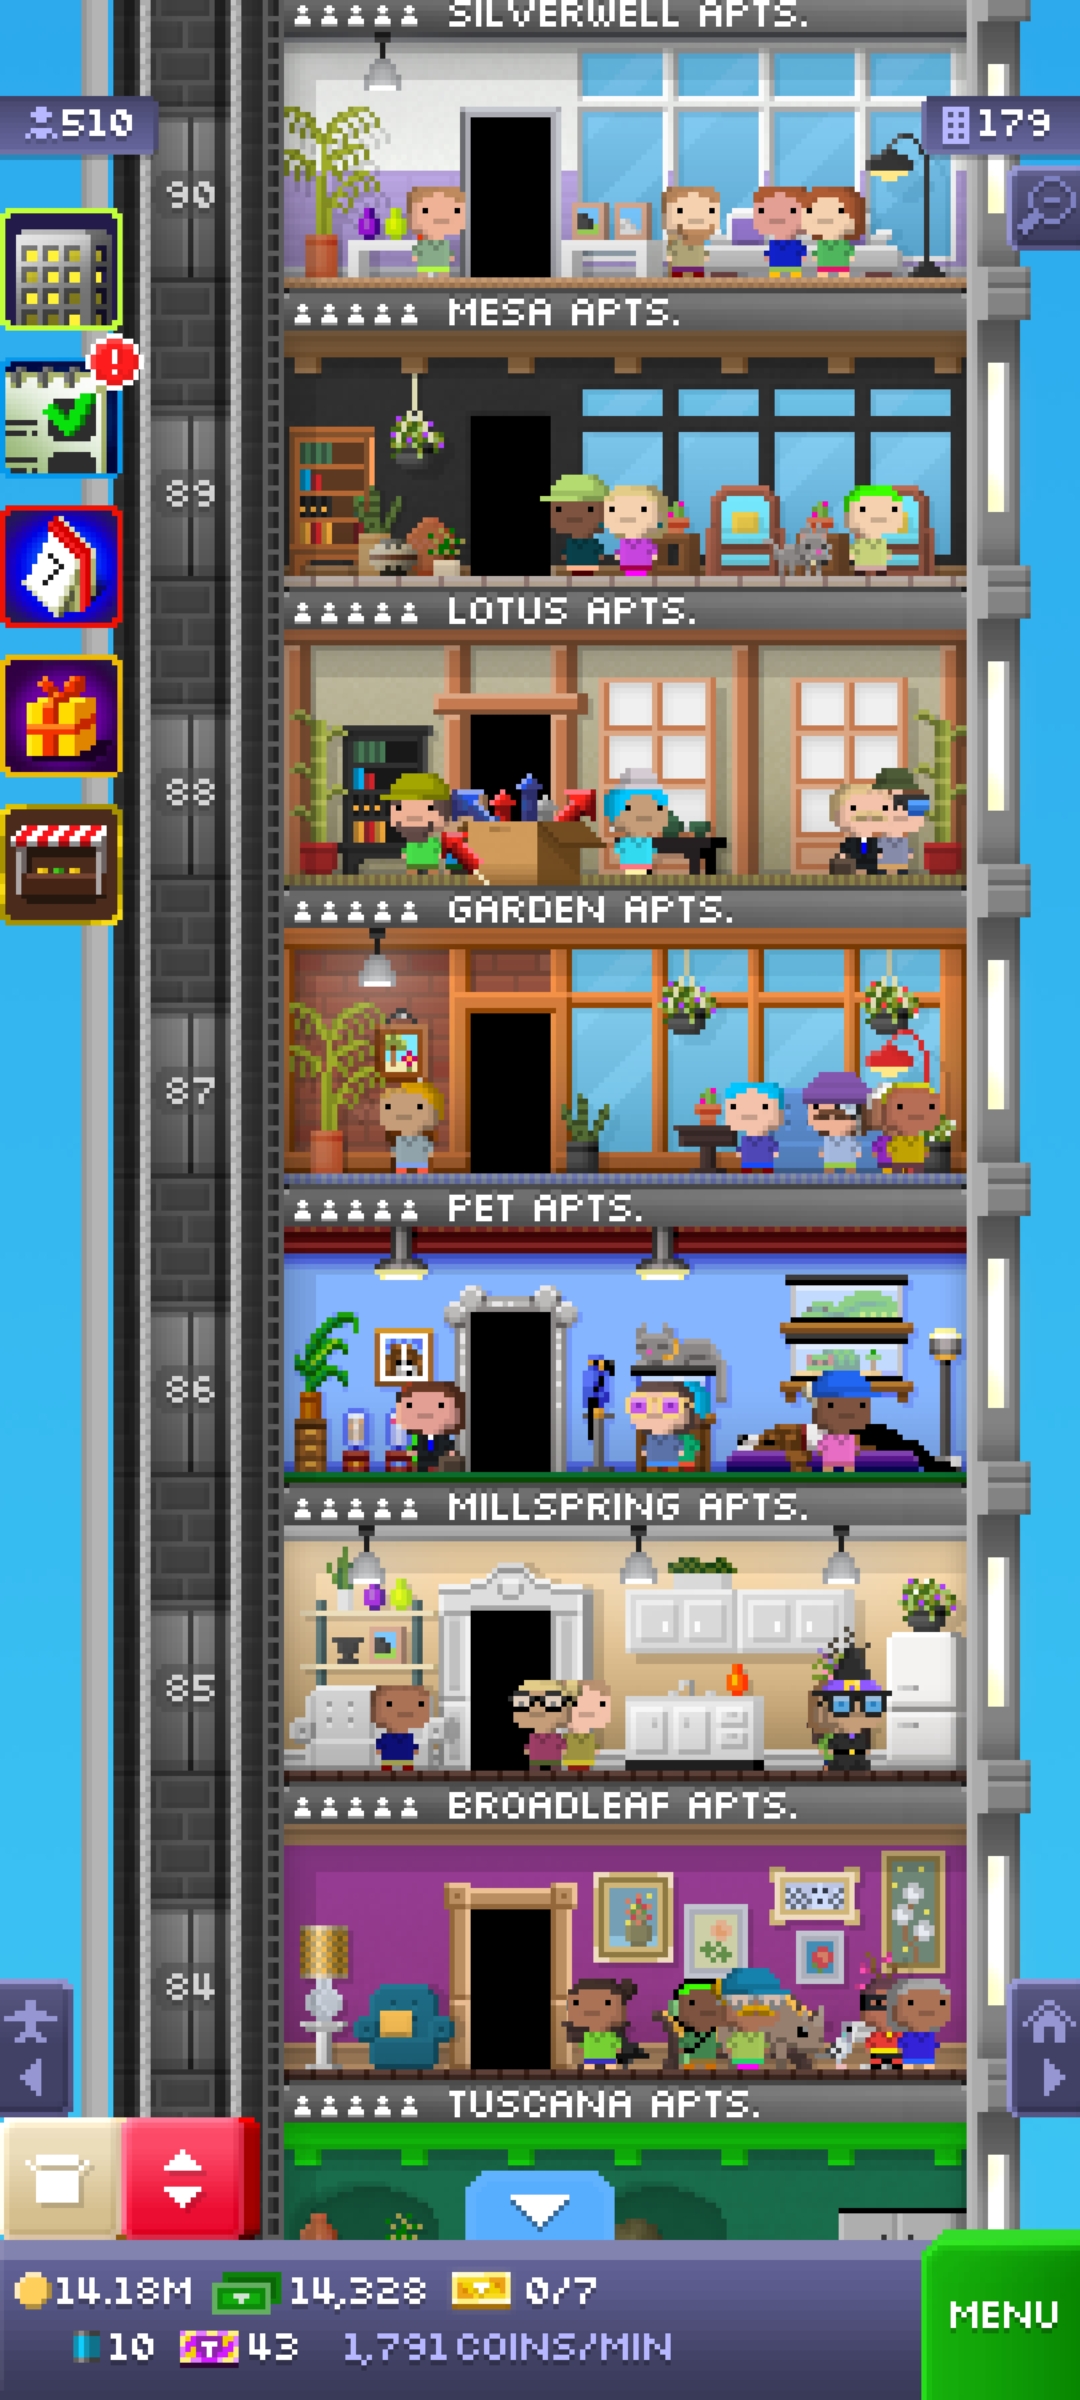 SILVERWELL APTS.
510
179
90
MESA APTS.
89
LOTUS APTS.
7
88
GARDEN APTS.
87
PET APTS.
86
MILLSPRING APTS.
85
BROADLEAF APTS.
84
TUSCANA APTS.
14.18M 14,328 0/7
10 43 1,791 COINS/MIN
MENU